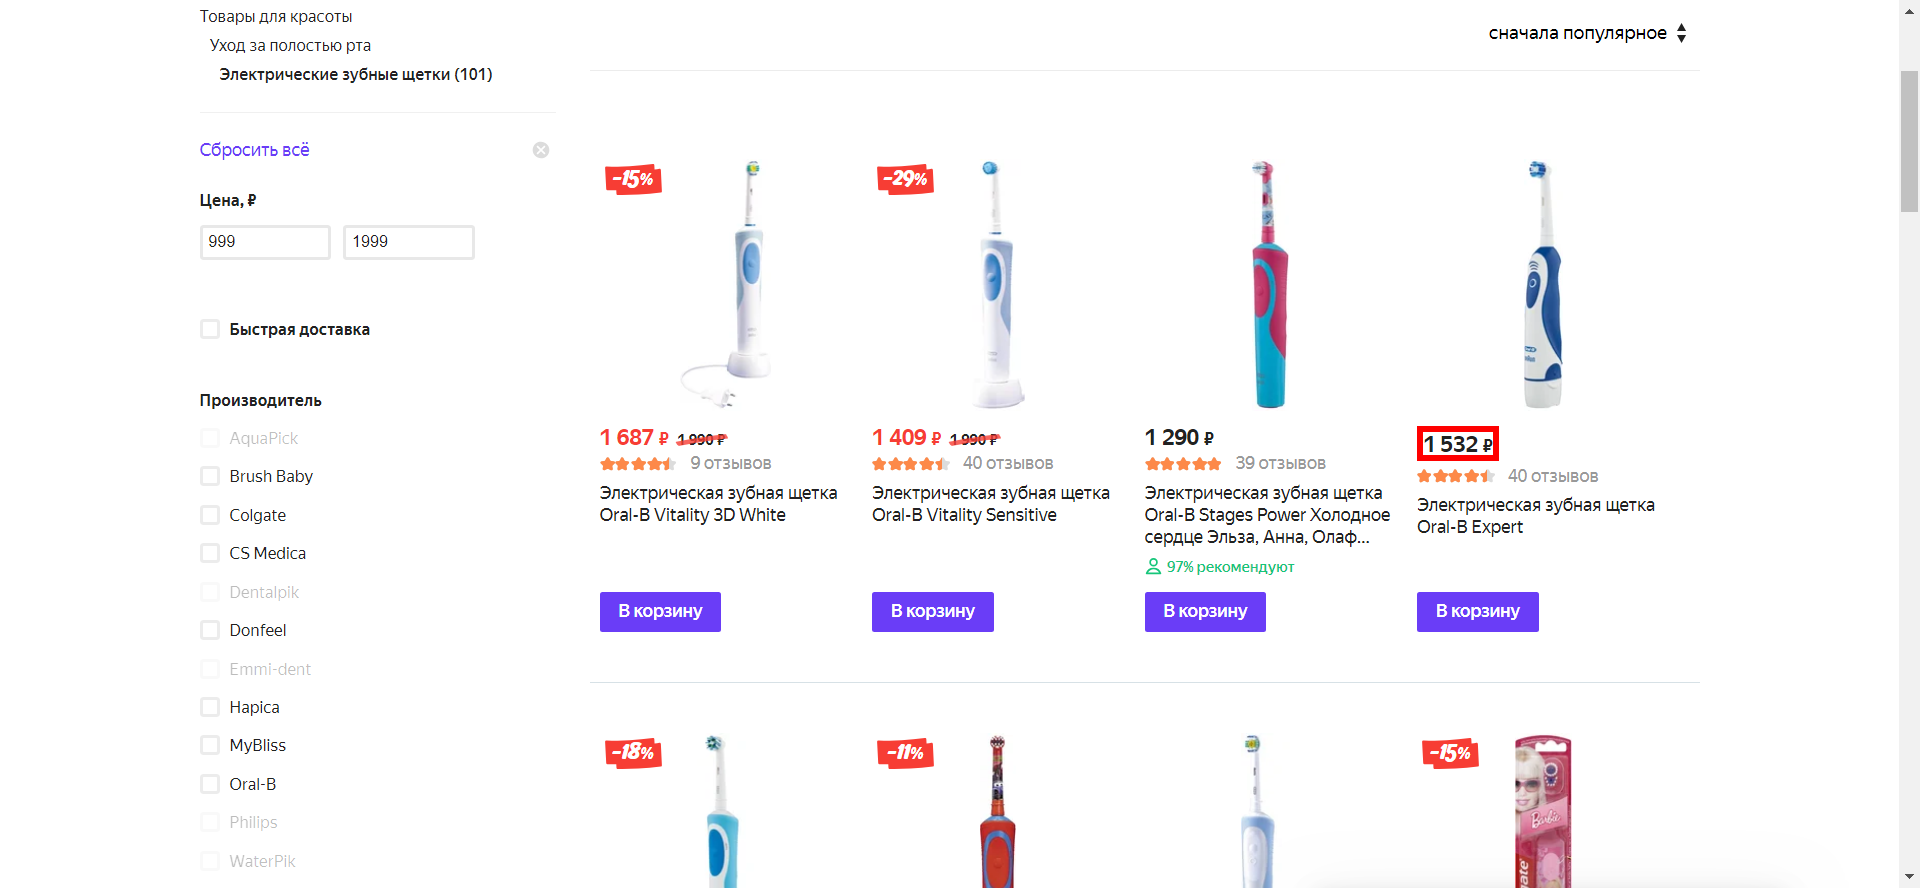 Товары для красоты
Уход за полостью рта
Электрические зубные щетки (101)
сначала популярное
Сбросить всё
Цена, ₽
999
1999
Быстрая доставка
Производитель
AquaPick
Brush Baby
Colgate
CS Medica
Dentalpik
Donfeel
Emmi-dent
Hapica
MyBliss
Oral-B
Philips
WaterPik
-15%
1 687 ₽ 1 990 ₽
9 отзывов
Электрическая зубная щетка
Oral-B Vitality 3D White
В корзину
-29%
1 409 ₽ 1 990 ₽
40 отзывов
Электрическая зубная щетка
Oral-B Vitality Sensitive
В корзину
1 290 ₽
39 отзывов
Электрическая зубная щетка
Oral-B Stages Power Холодное
сердце Эльза, Анна, Олаф...
97% рекомендуют
В корзину
1 532 ₽
40 отзывов
Электрическая зубная щетка
Oral-B Expert
В корзину
-18%
-11%
-15%
Barbie